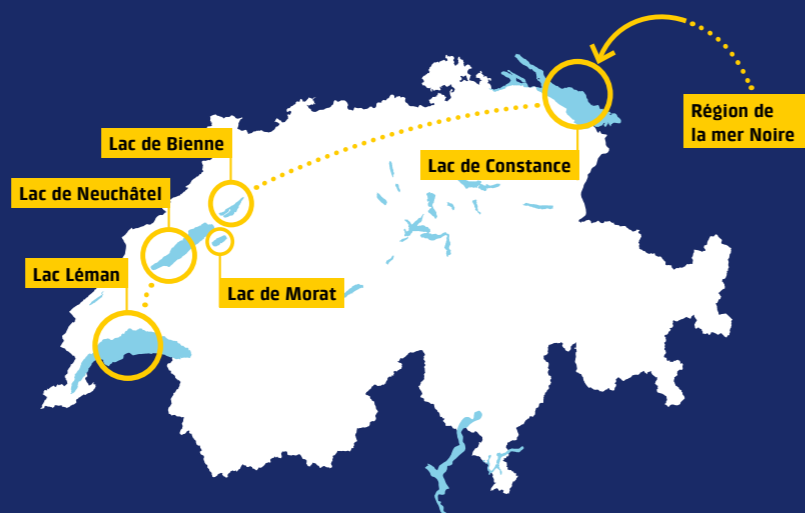 Lac de Bienne
Lac de Neuchâtel
Lac Léman
Lac de Morat
Lac de Constance
Région de
la mer Noire